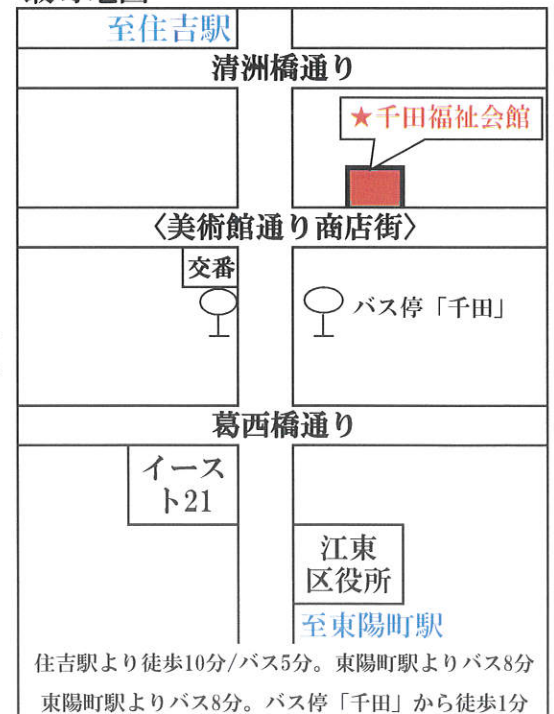 至住吉駅
清洲橋通り
★千田福祉会館
〈美術館通り商店街〉
交番
バス停「千田」
葛西橋通り
イース
ト21
江東
区役所
至東陽町駅
住吉駅より徒歩10分/バス5分。東陽町駅よりバス8分
東陽町駅よりバス8分。バス停「千田」から徒歩1分